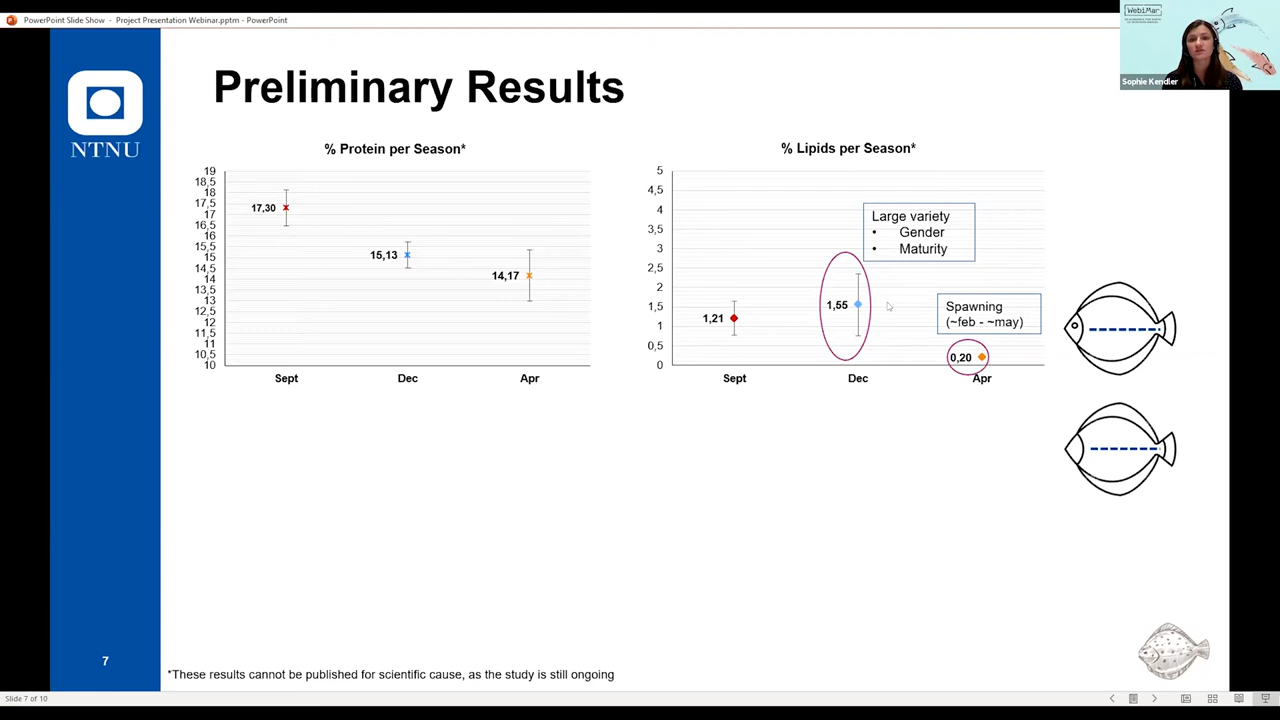 PowerPoint Slide Show - Project Presentation Webinar.pptm - PowerPoint
WebiMar
Sophie Kendler
NTNU
Preliminary Results
% Protein per Season*
19
18,5
18
17,5
17
16,5
16
15,5
15
14,5
14
13,5
13
12,5
12
11,5
11
10,5
10
17,30
15,13
14,17
Sept
Dec
Apr
% Lipids per Season*
5
4,5
4
3,5
3
2,5
2
1,5
1
0,5
0
Large variety
• Gender
• Maturity
1,21
1,55
Spawning
(~feb - ~may)
0,20
Sept
Dec
Apr
7
*These results cannot be published for scientific cause, as the study is still ongoing
Slide 7 of 10